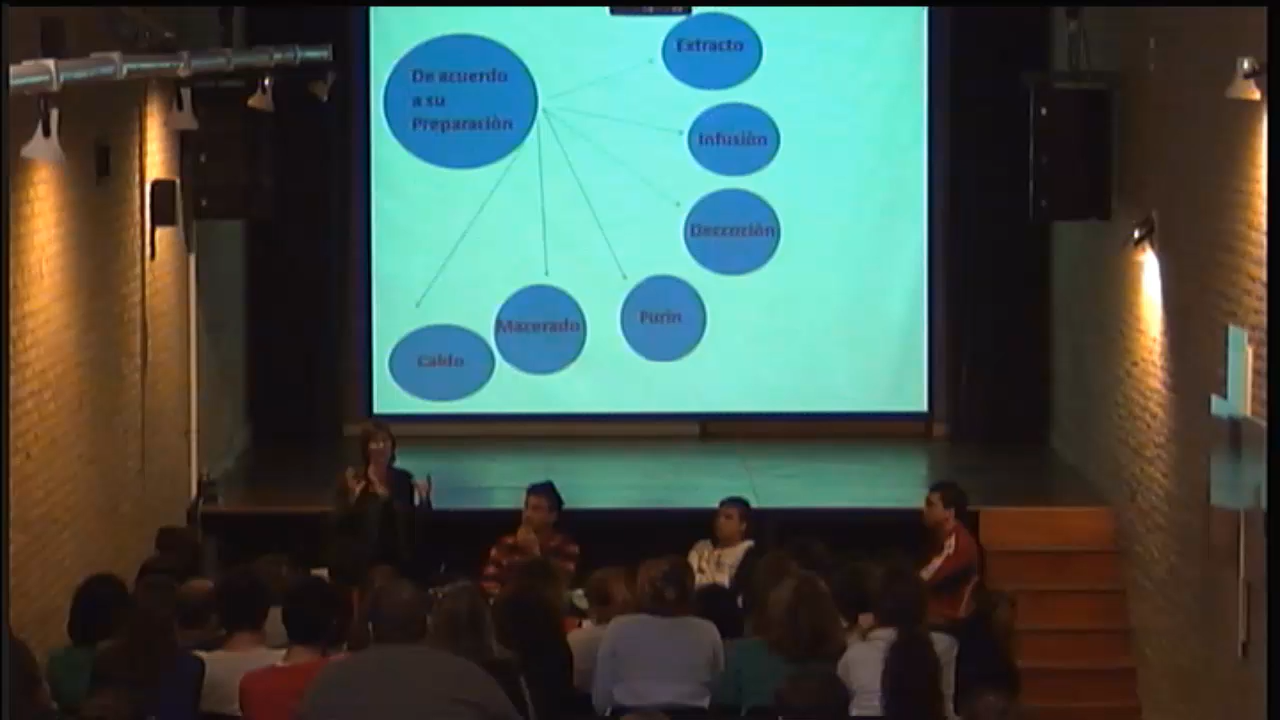 De acuerdo
a su
Preparación
Extracto
Infusión
Decocción
Purin
Macerado
Caldo